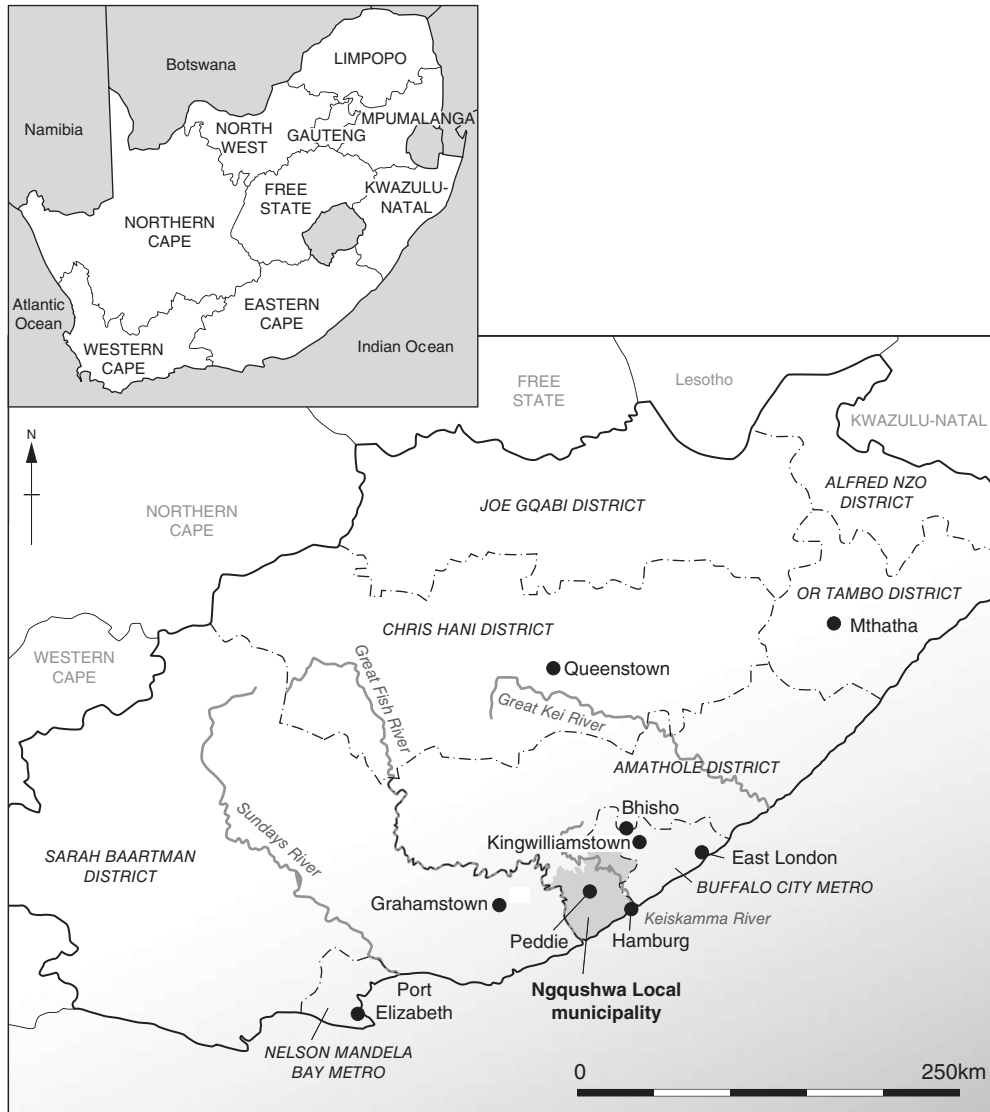 Botswana
LIMPOPO
Namibia
NORTH
WEST
GAUTENG
MPUMALANGA
FREE
STATE
KWAZULU-
NATAL
NORTHERN
CAPE
Atlantic
Ocean
EASTERN
CAPE
WESTERN
CAPE
Indian Ocean
FREE
STATE
Lesotho
KWAZULU-NATAL
N
NORTHERN
CAPE
JOE GQABI DISTRICT
ALFRED NZO
DISTRICT
OR TAMBO DISTRICT
Mthatha
CHRIS HANI DISTRICT
WESTERN
CAPE
Queenstown
Great Fish River
Great Kei River
AMATHOLE DISTRICT
Bhisho
Kingwilliamstown
East London
BUFFALO CITY METRO
Sundays River
SARAH BAARTMAN
DISTRICT
Grahamstown
Keiskamma River
Peddie
Hamburg
Ngqushwa Local
municipality
Port
Elizabeth
NELSON MANDELA
BAY METRO
0
250km